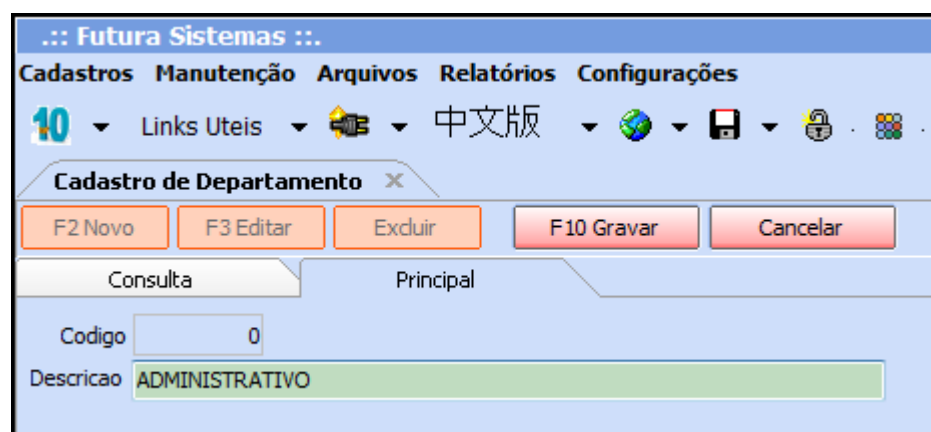 .:: Futura Sistemas ::.
Cadastros Manutenção Arquivos Relatórios Configurações
10 Links Uteis 中文版
Cadastro de Departamento
F2 Novo F3 Editar Excluir F10 Gravar Cancelar
Consulta Principal
Codigo 0
Descricao ADMINISTRATIVO